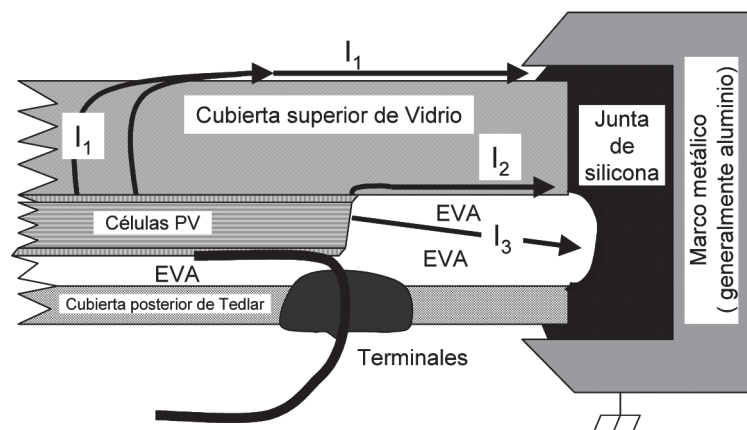 I1
I1
Cubierta superior de Vidrio
I2
Junta
de
silicona
Marco metálico
( generalmente aluminio)
Células PV
EVA
I3
EVA
EVA
Cubierta posterior de Tedlar
Terminales